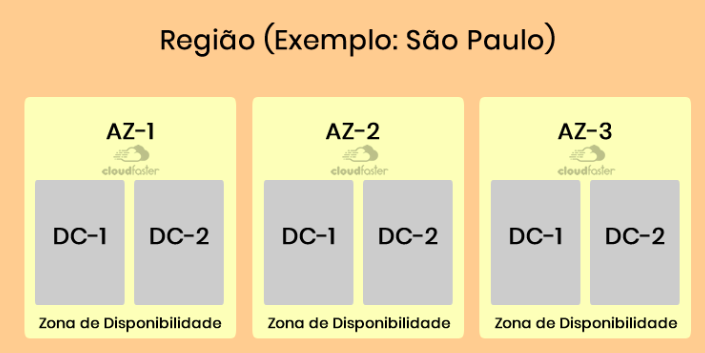 Região (Exemplo: São Paulo)
AZ-1
cloudfaster
DC-1
DC-2
Zona de Disponibilidade
AZ-2
cloudfaster
DC-1
DC-2
Zona de Disponibilidade
AZ-3
cloudfaster
DC-1
DC-2
Zona de Disponibilidade